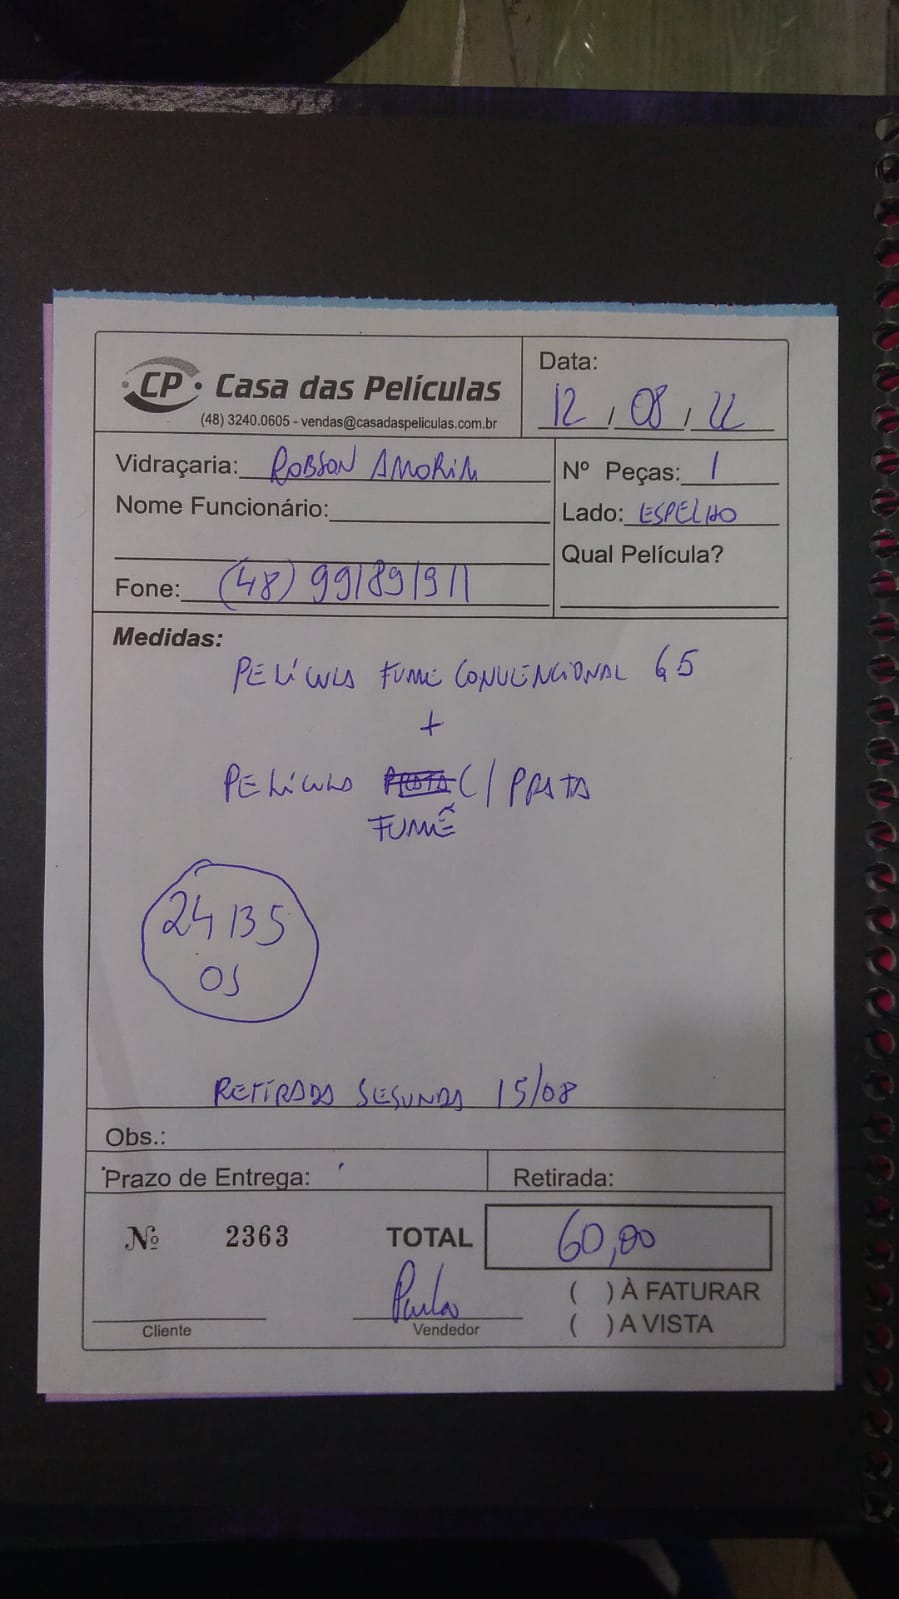 CP Casa das Películas
(48) 3240.0605 - vendas@casadaspeliculas.com.br
Data:
12 / 08 / 22
Vidraçaria: ROBSON AMORIM
Nome Funcionário:
Fone: (48) 991891911
Nº Peças: 1
Lado: ESPELHO
Qual Película?
Medidas:
PELÍCULA FUMÊ CONVENCIONAL G5
+
PELÍCULA C/ PRATA
FUMÊ
24135
OS
RETIRADA SEGUNDA 15/08
Obs.:
Prazo de Entrega:
Retirada:
Nº 2363
TOTAL 60,00
( ) À FATURAR
( ) A VISTA
Cliente
Vendedor